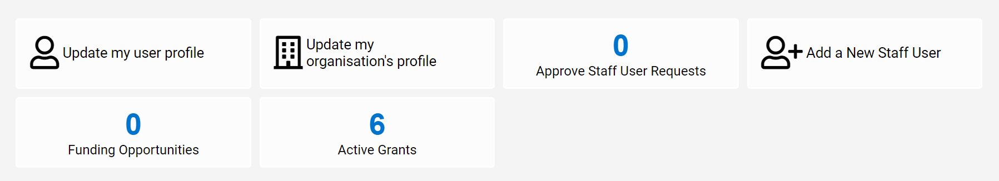 Update my user profile
Update my
organisation's profile
0
Approve Staff User Requests
Add a New Staff User
0
Funding Opportunities
6
Active Grants